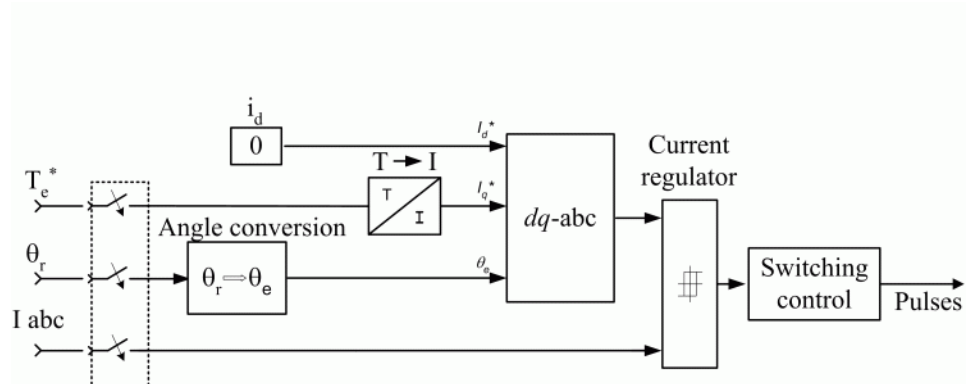 i_d
0
I_d*
T → I
Current
regulator
T_e*
T
I
I_q*
Angle conversion
dq-abc
θ_r
θ_r ⇒ θ_e
θ_e
Switching
control
Pulses
I abc